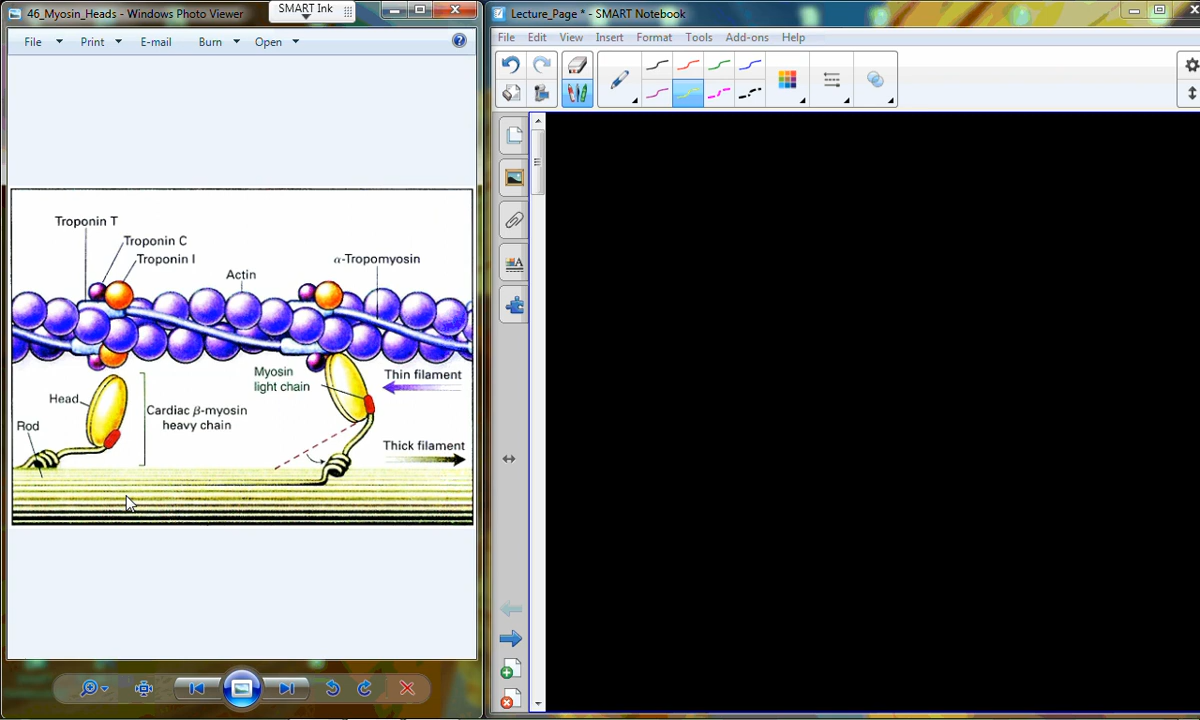 46_Myosin_Heads - Windows Photo Viewer
SMART Ink
File Print E-mail Burn Open
Troponin T
Troponin C
Troponin I
Actin
α-Tropomyosin
Myosin
light chain
Thin filament
Head
Cardiac β-myosin
heavy chain
Rod
Thick filament
Lecture_Page * - SMART Notebook
File Edit View Insert Format Tools Add-ons Help